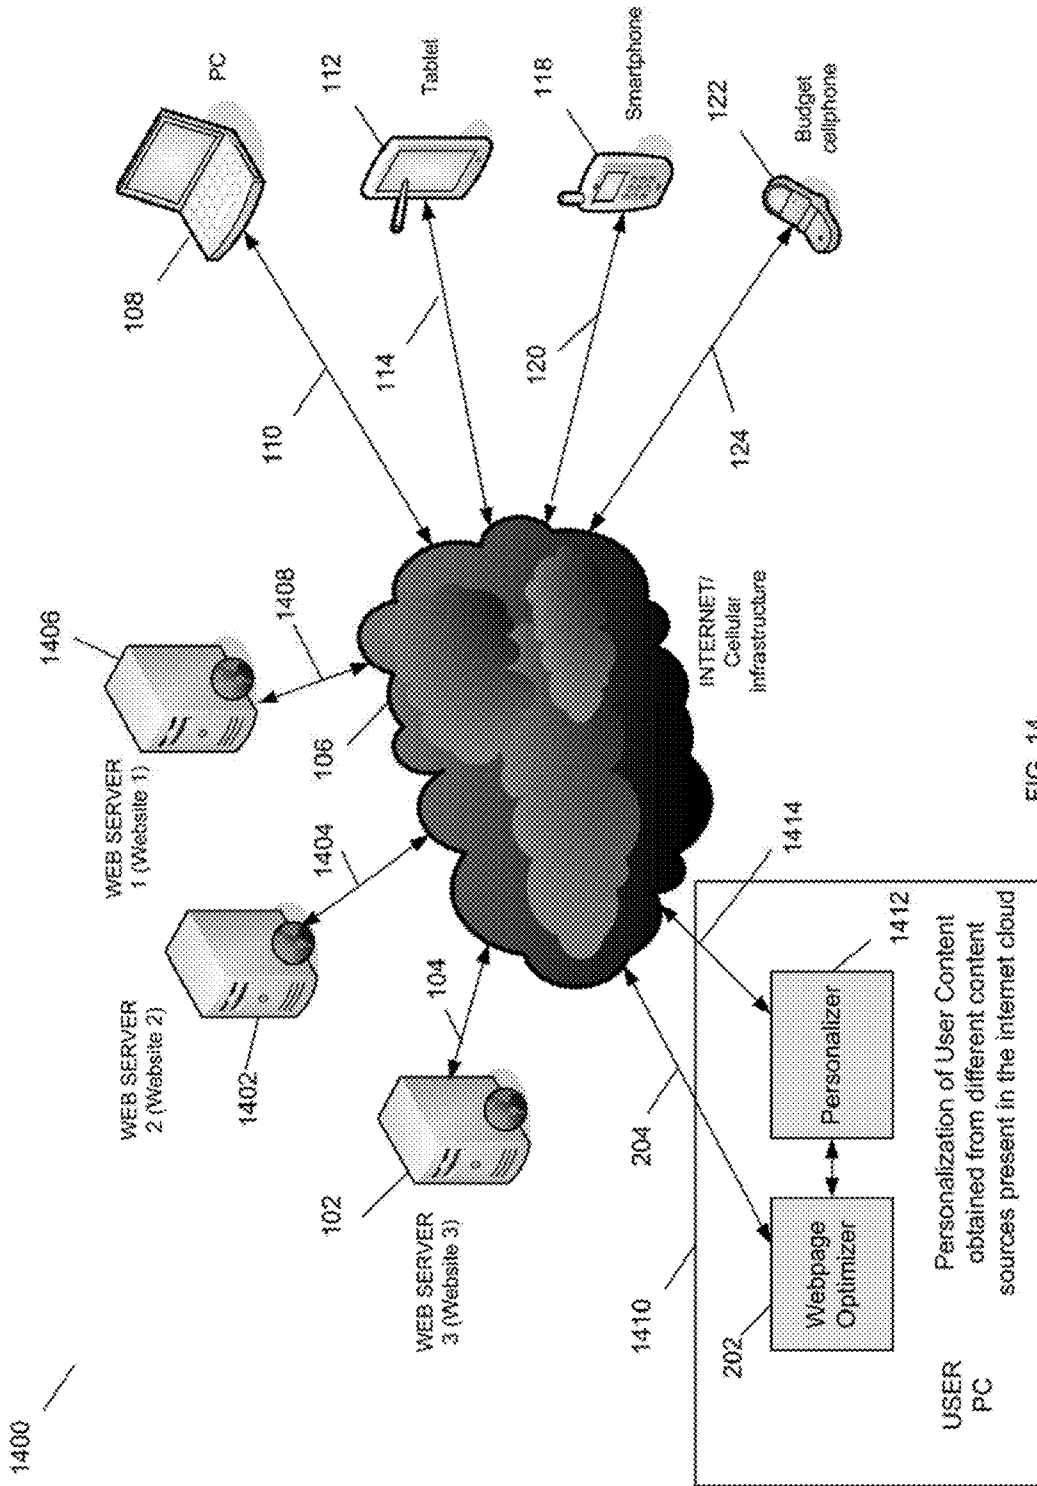 1400
WEB SERVER
1 (Website 1)
1406
1408
WEB SERVER
2 (Website 2)
1402
1404
106
WEB SERVER
3 (Website 3)
102
104
PC
108
110
112
Tablet
114
118
Smartphone
120
122
Budget
cellphone
124
INTERNET/
Cellular
infrastructure
204
1414
1410
202
Webpage
Optimizer
Personalizer
1412
USER
PC
Personalization of User Content
obtained from different content
sources present in the internet cloud
FIG. 14